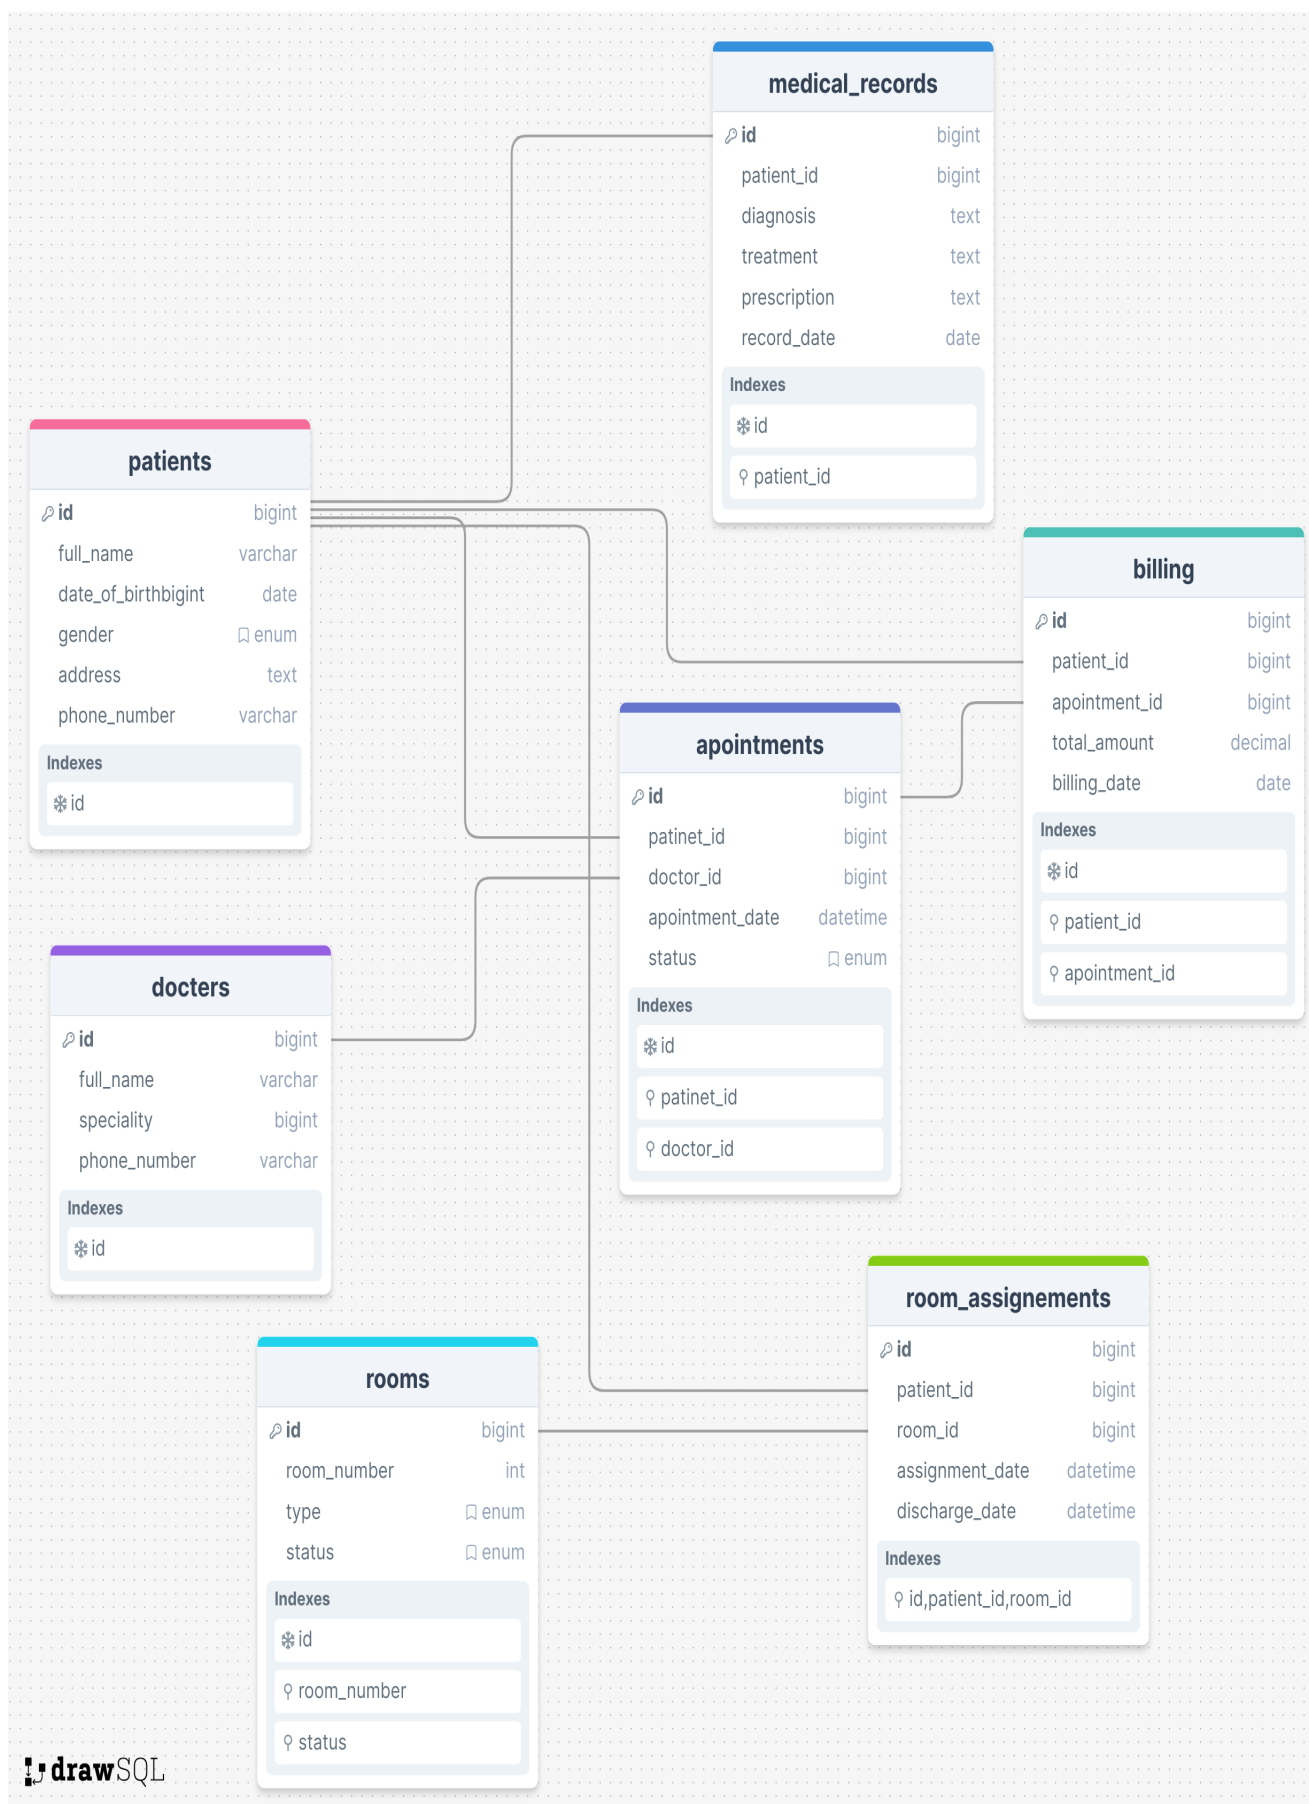 medical_records
id bigint
patient_id bigint
diagnosis text
treatment text
prescription text
record_date date
Indexes
id
patient_id
patients
id bigint
full_name varchar
date_of_birthbigint date
gender enum
address text
phone_number varchar
Indexes
id
billing
id bigint
patient_id bigint
apointment_id bigint
total_amount decimal
billing_date date
Indexes
id
patient_id
apointment_id
apointments
id bigint
patinet_id bigint
doctor_id bigint
apointment_date datetime
status enum
Indexes
id
patinet_id
doctor_id
docters
id bigint
full_name varchar
speciality bigint
phone_number varchar
Indexes
id
room_assignements
id bigint
patient_id bigint
room_id bigint
assignment_date datetime
discharge_date datetime
Indexes
id,patient_id,room_id
rooms
id bigint
room_number int
type enum
status enum
Indexes
id
room_number
status
drawSQL